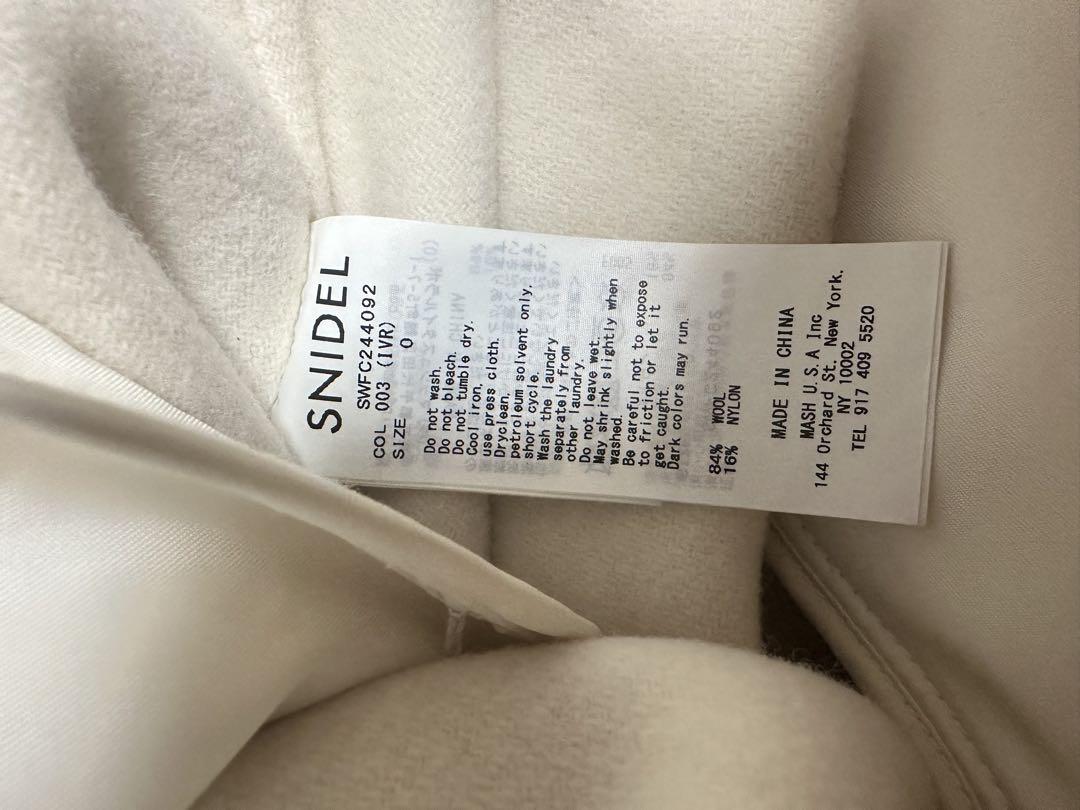 SNIDEL
SWFC244092
COL 003 (IVR)
SIZE 0
Do not wash.
Do not bleach.
Do not tumble dry.
Cool iron,
use press cloth.
Dryclean,
petroleum solvent only.
short cycle.
Wash the laundry
separately from
other laundry.
Do not leave wet.
May shrink slightly when
washed.
Be careful not to expose
to friction or let it
get caught.
Dark colors may run.
84% WOOL
16% NYLON
MADE IN CHINA
MASH U.S.A Inc
144 Orchard St. New York.
NY 10002
TEL 917 409 5520